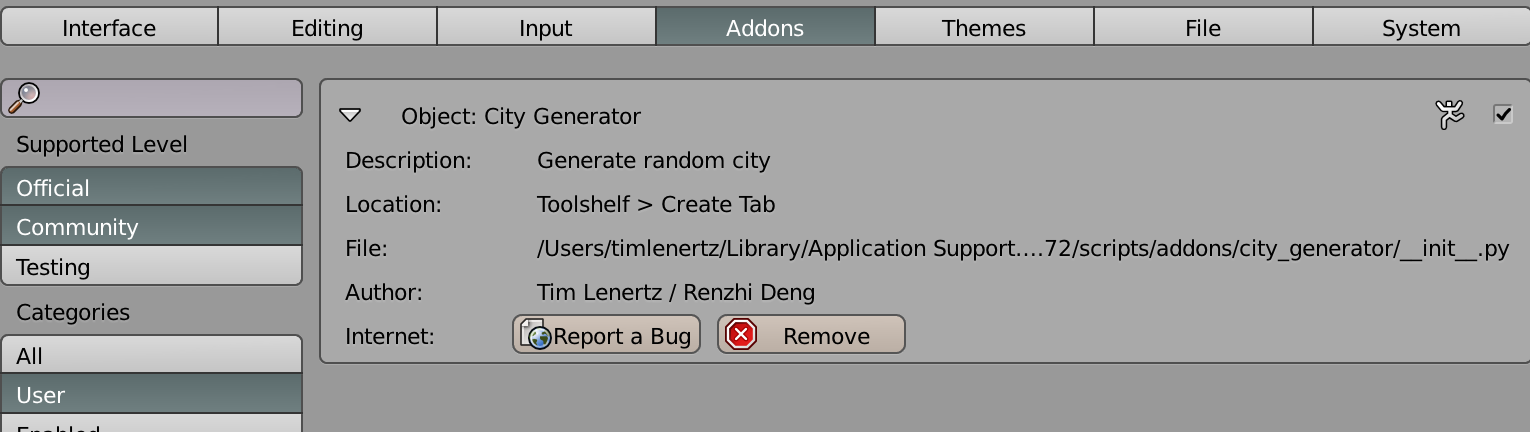 Interface Editing Input Addons Themes File System
Supported Level
Official
Community
Testing
Categories
All
User
Enabled
Object: City Generator
Description: Generate random city
Location: Toolshelf > Create Tab
File: /Users/timlenertz/Library/Application Support....72/scripts/addons/city_generator/__init__.py
Author: Tim Lenertz / Renzhi Deng
Internet: Report a Bug Remove